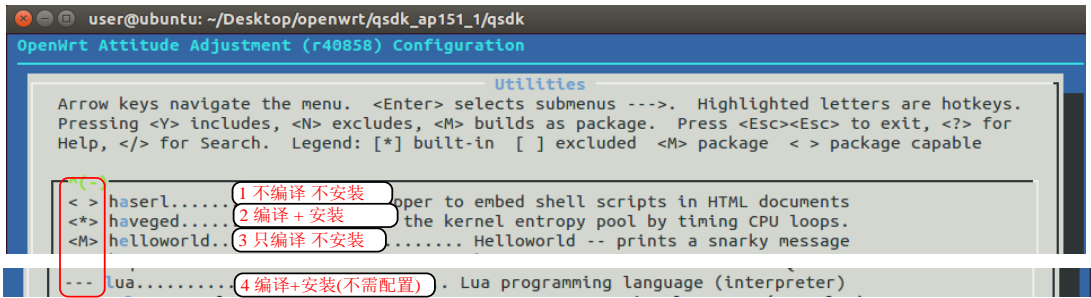 user@ubuntu: ~/Desktop/openwrt/qsdk_ap151_1/qsdk
OpenWrt Attitude Adjustment (r40858) Configuration
Utilities
Arrow keys navigate the menu. <Enter> selects submenus --->. Highlighted letters are hotkeys.
Pressing <Y> includes, <N> excludes, <M> builds as package. Press <Esc><Esc> to exit, <?> for
Help, </> for Search. Legend: [*] built-in [ ] excluded <M> package < > package capable
^(-)
< > haserl...... 1 不编译 不安装 pper to embed shell scripts in HTML documents
<*> haveged..... 2 编译 + 安装 the kernel entropy pool by timing CPU loops.
<M> helloworld.. 3 只编译 不安装 ........ Helloworld -- prints a snarky message
--- lua.......... 4 编译+安装(不需配置) . Lua programming language (interpreter)